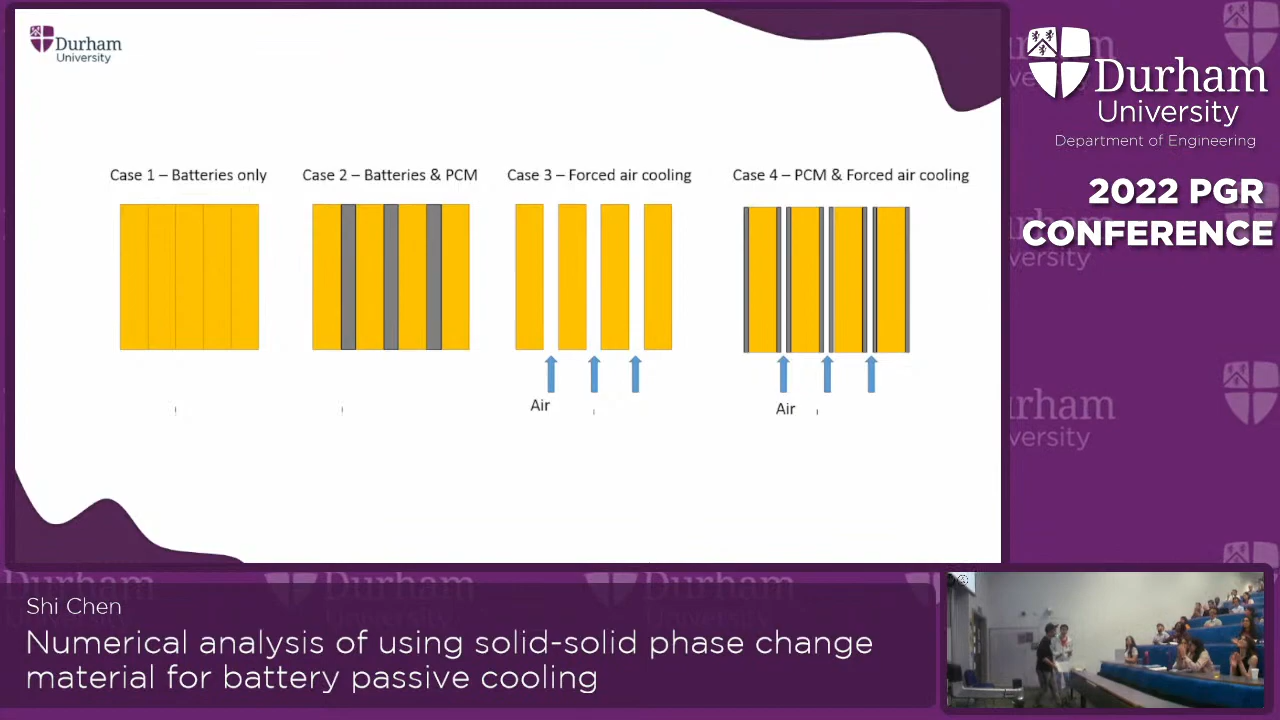 Durham
University
Case 1 – Batteries only
Case 2 – Batteries & PCM
Case 3 – Forced air cooling
Case 4 – PCM & Forced air cooling
Air
Air
Durham
University
Department of Engineering
2022 PGR
CONFERENCE
Shi Chen
Numerical analysis of using solid-solid phase change
material for battery passive cooling